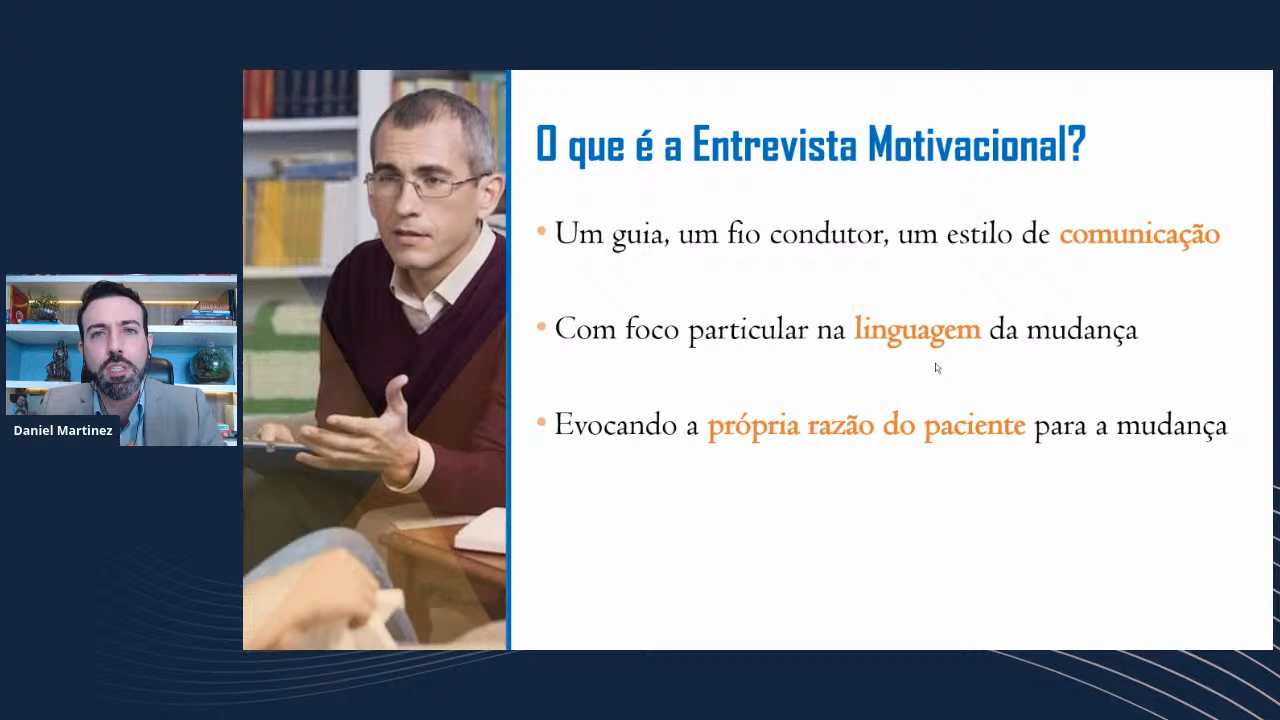 O que é a Entrevista Motivacional?
• Um guia, um fio condutor, um estilo de comunicação
• Com foco particular na linguagem da mudança
• Evocando a própria razão do paciente para a mudança
Daniel Martinez